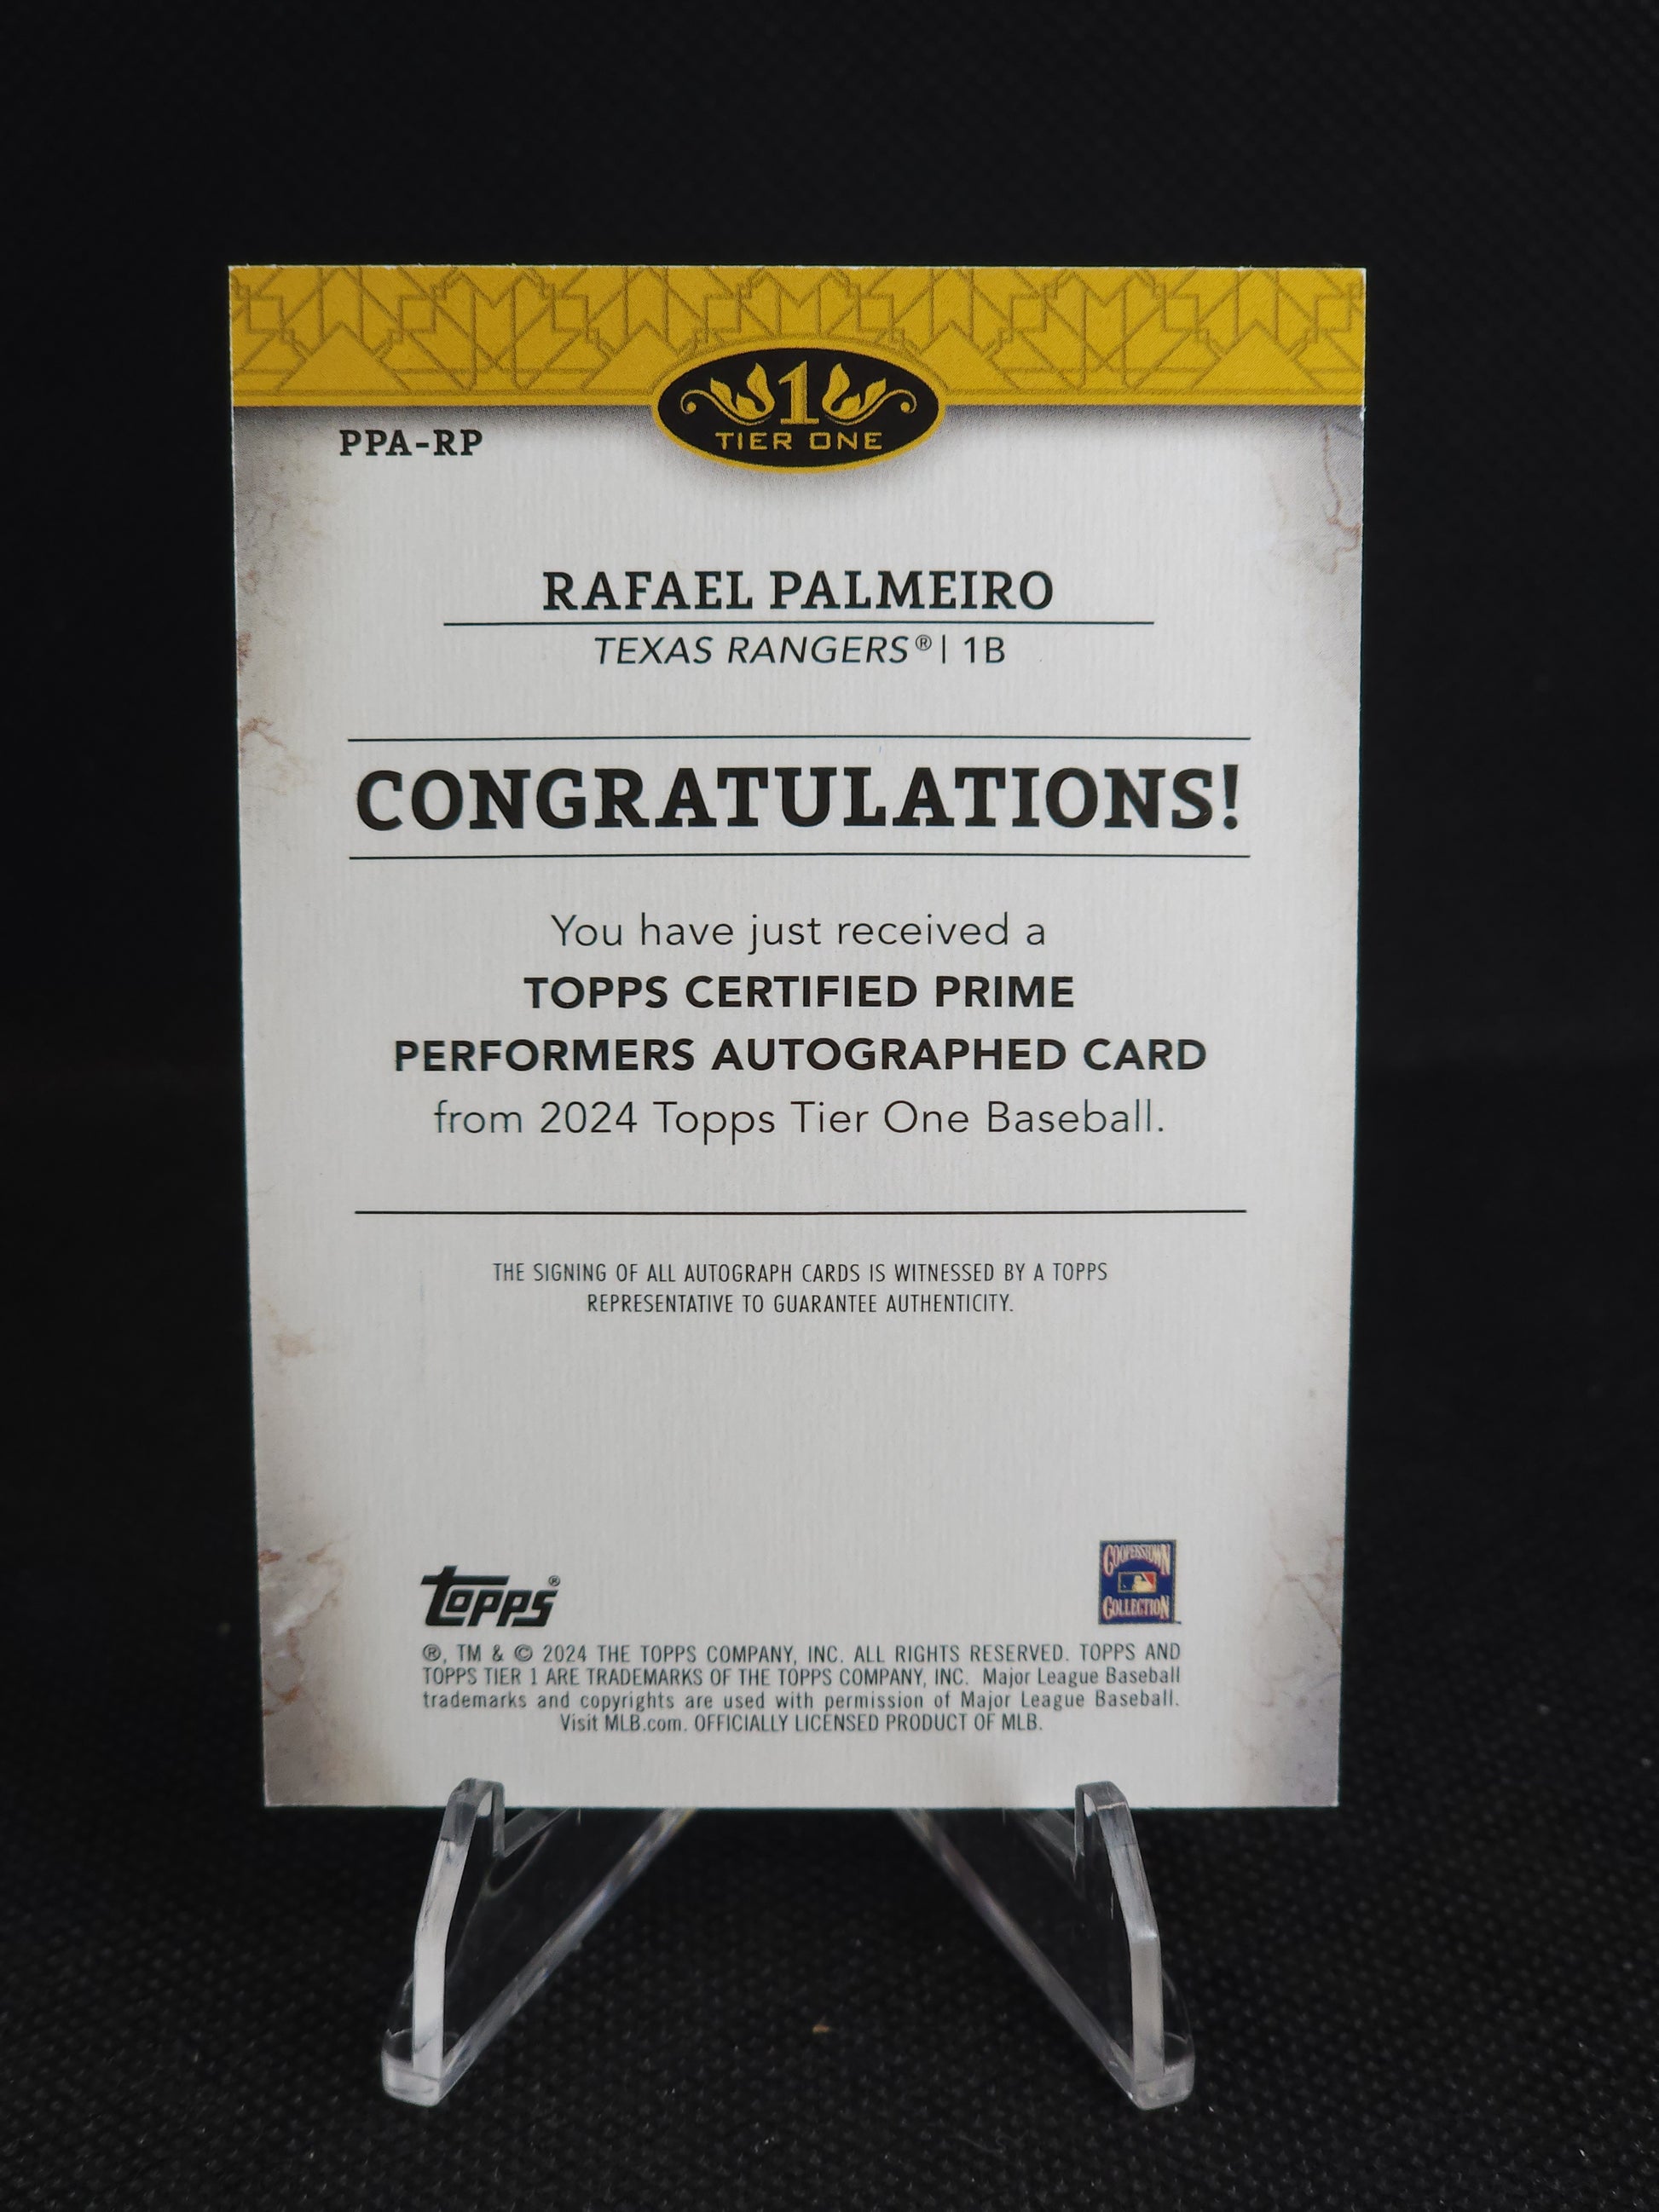 1
TIER ONE
PPA-RP
RAFAEL PALMEIRO
TEXAS RANGERS® | 1B
CONGRATULATIONS!
You have just received a
TOPPS CERTIFIED PRIME
PERFORMERS AUTOGRAPHED CARD
from 2024 Topps Tier One Baseball.
THE SIGNING OF ALL AUTOGRAPH CARDS IS WITNESSED BY A TOPPS
REPRESENTATIVE TO GUARANTEE AUTHENTICITY.
topps®
COOPERSTOWN
COLLECTION
®, TM & © 2024 THE TOPPS COMPANY, INC. ALL RIGHTS RESERVED. TOPPS AND
TOPPS TIER 1 ARE TRADEMARKS OF THE TOPPS COMPANY, INC. Major League Baseball
trademarks and copyrights are used with permission of Major League Baseball.
Visit MLB.com. OFFICIALLY LICENSED PRODUCT OF MLB.